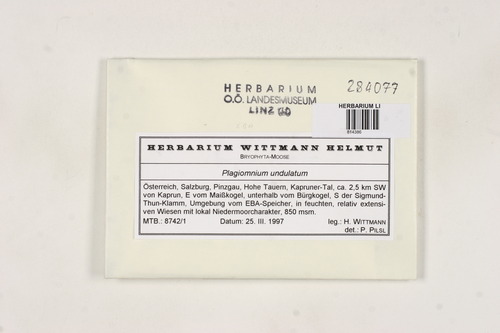 284077
HERBARIUM
O.Ö. LANDESMUSEUM
LINZ
HERBARIUM LI
HERBARIUM WITTMANN HELMUT
BRYOPHYTA-MOOSE
Plagiomnium undulatum
Österreich, Salzburg, Pinzgau, Hohe Tauern, Kapruner-Tal, ca. 2,5 km SW
von Kaprun, E vom Maißkogel, unterhalb vom Bürgkogel, S der Sigmund-
Thun-Klamm, Umgebung vom EBA-Speicher, in feuchten, relativ extensi-
ven Wiesen mit lokal Niedermoorcharakter, 850 msm.
MTB.: 8742/1 Datum: 25. III. 1997 leg.: H. WITTMANN
det.: P. PILSL